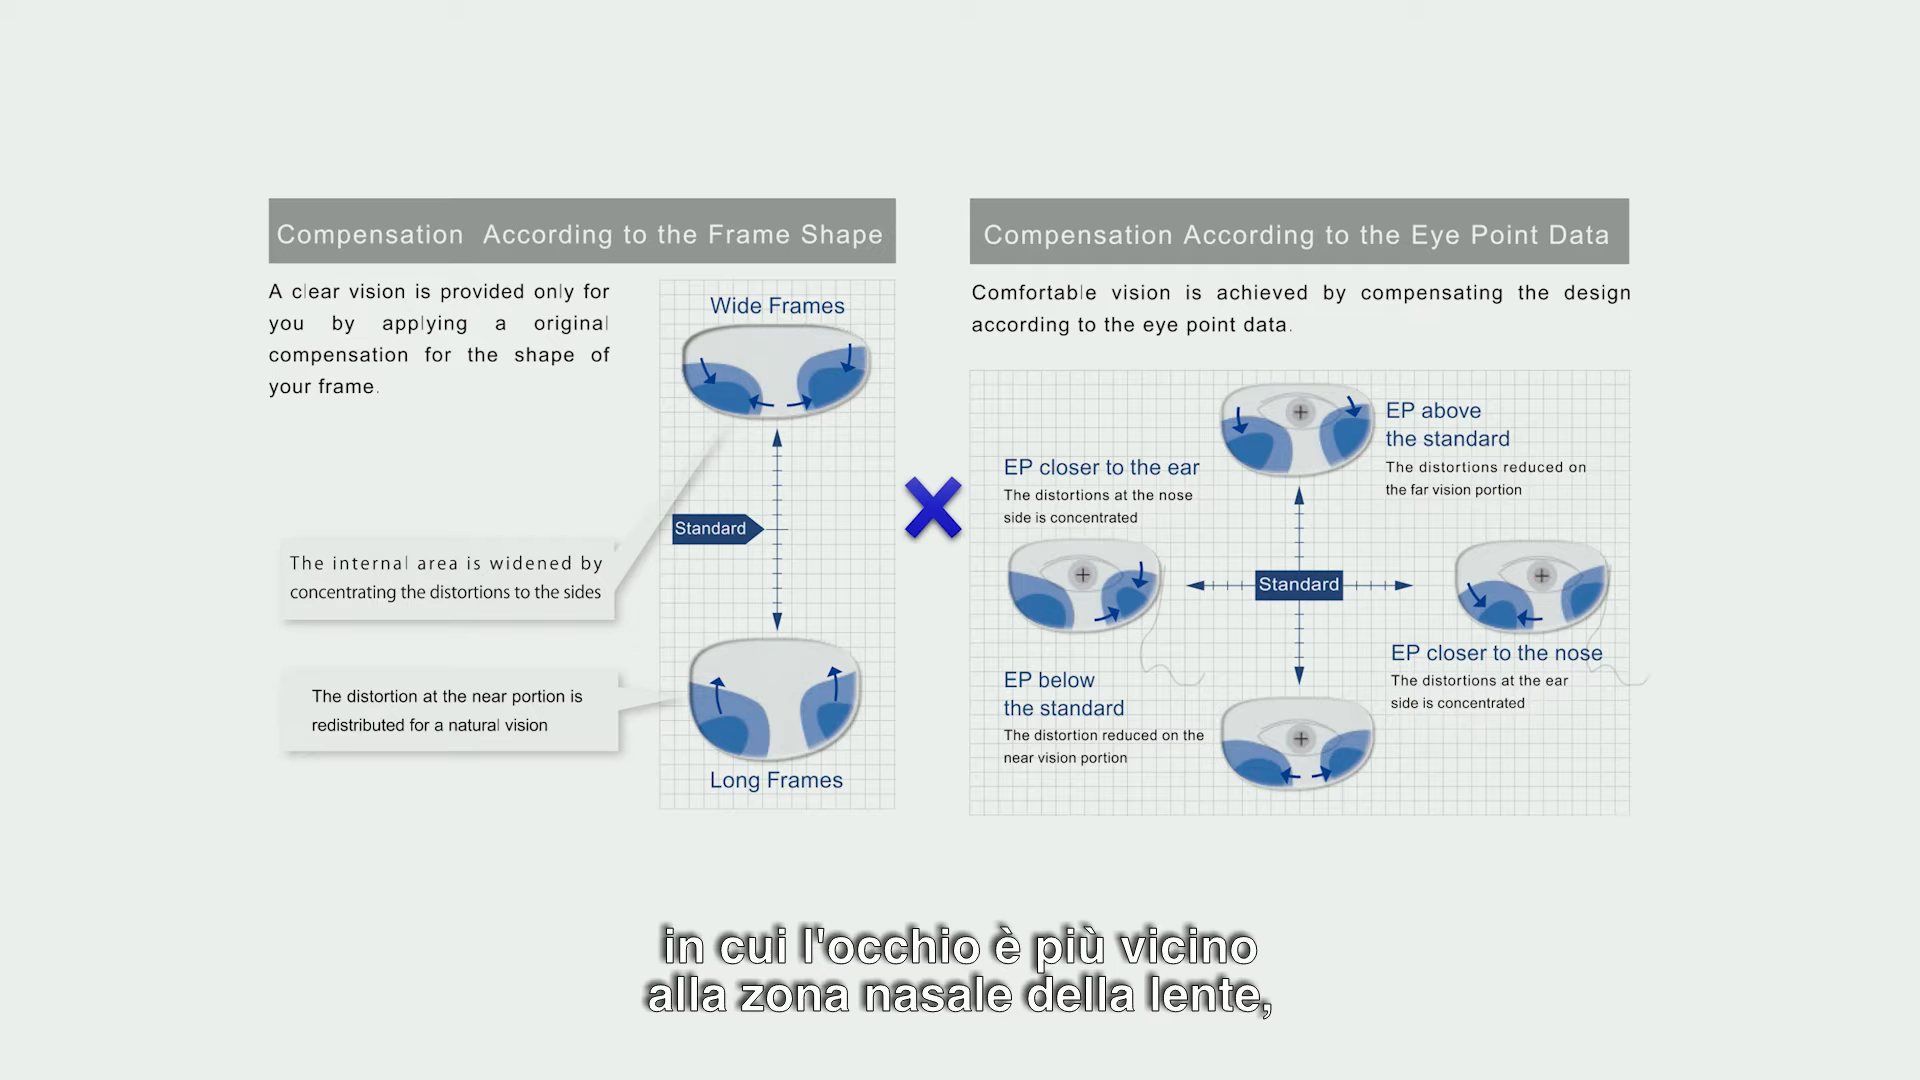 Compensation According to the Frame Shape
A clear vision is provided only for
you by applying a original
compensation for the shape of
your frame.
Wide Frames
Standard
The internal area is widened by
concentrating the distortions to the sides
The distortion at the near portion is
redistributed for a natural vision
Long Frames
Compensation According to the Eye Point Data
Comfortable vision is achieved by compensating the design
according to the eye point data.
EP above
the standard
The distortions reduced on
the far vision portion
EP closer to the ear
The distortions at the nose
side is concentrated
Standard
EP closer to the nose
The distortions at the ear
side is concentrated
EP below
the standard
The distortion reduced on the
near vision portion
in cui l'occhio è più vicino
alla zona nasale della lente,